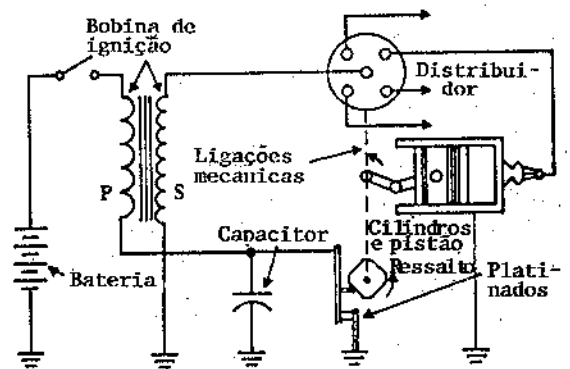 Bobina de
ignição
Distribui-
dor
Ligações
mecanicas
P
S
Capacitor
Cilindros
e pistão
Ressalto
Plati-
nados
Bateria